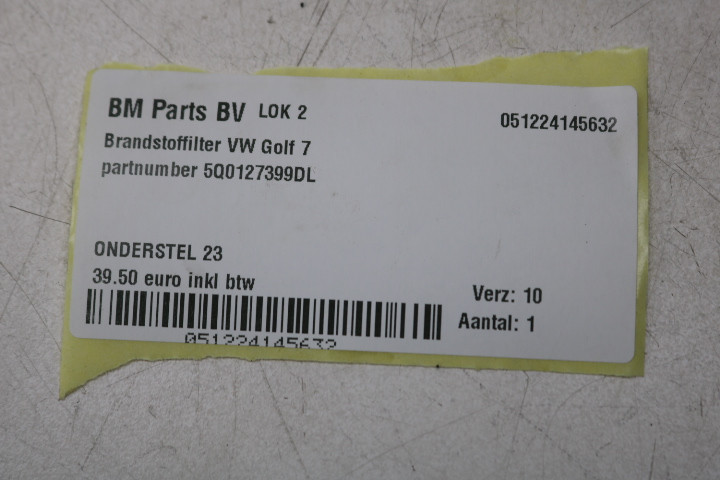 BM Parts BV LOK 2
051224145632
Brandstoffilter VW Golf 7
partnumber 5Q0127399DL
ONDERSTEL 23
39.50 euro inkl btw
Verz: 10
Aantal: 1
051224145632